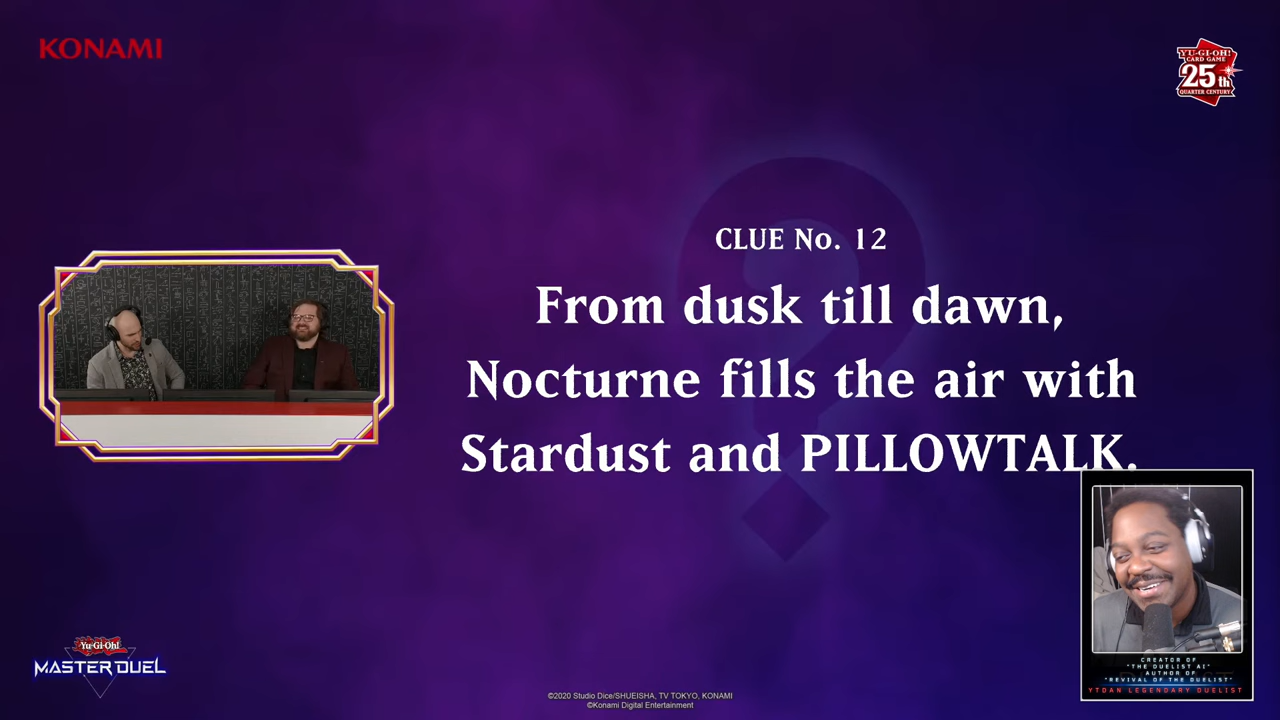 KONAMI
YU-GI-OH!
CARD GAME
25th
QUARTER CENTURY
CLUE No. 12
From dusk till dawn,
Nocturne fills the air with
Stardust and PILLOWTALK.
CREATOR OF
"THE DUELIST AI"
AUTHOR OF
"REVIVAL OF THE DUELIST"
YTDAN LEGENDARY DUELIST
Yu-Gi-Oh!
MASTER DUEL
©2020 Studio Dice/SHUEISHA, TV TOKYO, KONAMI
©Konami Digital Entertainment